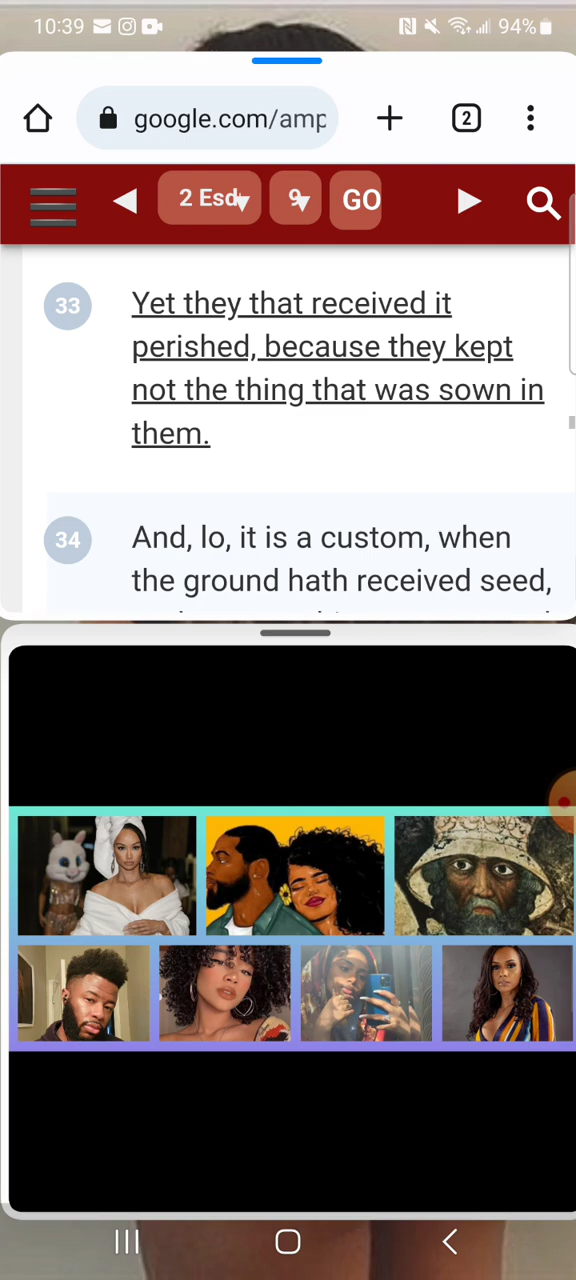 10:39 94%
google.com/amp
2
2 Esd 9 GO
33 Yet they that received it
perished, because they kept
not the thing that was sown in
them.
34 And, lo, it is a custom, when
the ground hath received seed,